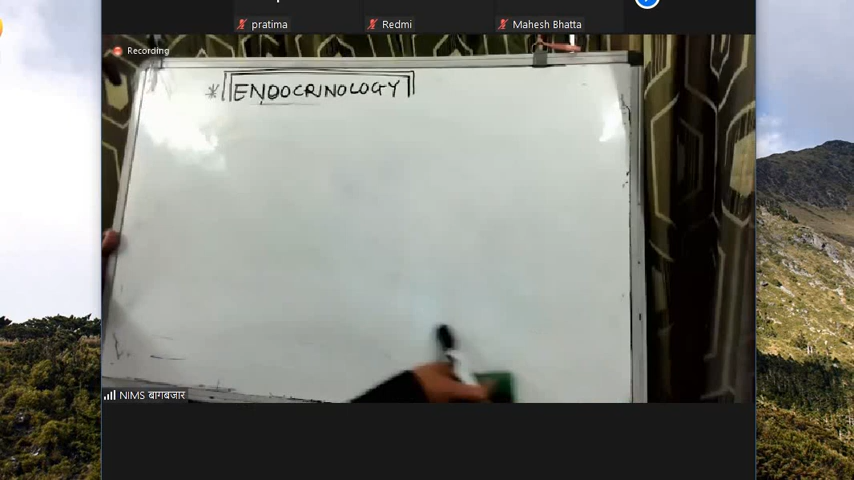 pratima
Redmi
Mahesh Bhatta
Recording
* ENDOCRINOLOGY
NIMS बागबजार